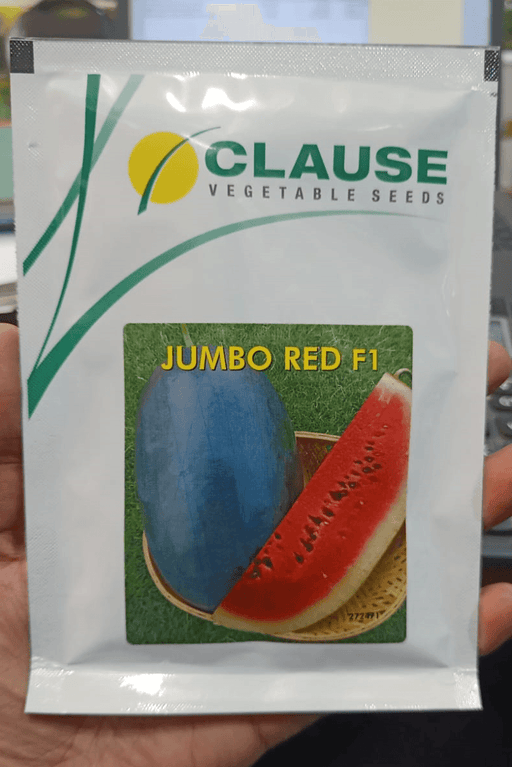 CLAUSE
VEGETABLE SEEDS
JUMBO RED F1